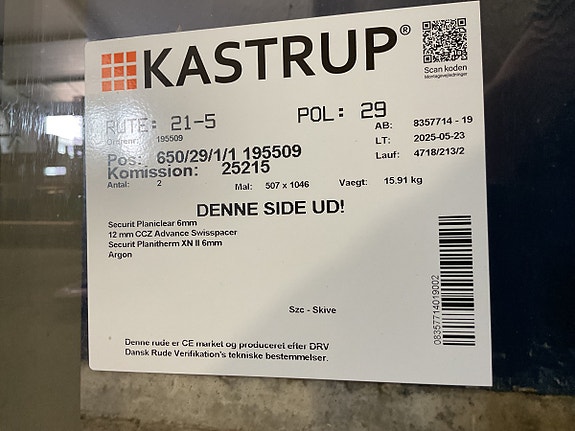 KASTRUP®
Scan koden
Montagevejledninger
RUTE: 21-5 POL: 29
Ordrenr: 195509
AB: 8357714 - 19
LT: 2025-05-23
Lauf: 4718/213/2
Pos: 650/29/1/1 195509
Komission: 25215
Antal: 2 Mål: 507 x 1046 Vaegt: 15.91 kg
DENNE SIDE UD!
Securit Planiclear 6mm
12 mm CCZ Advance Swisspacer
Securit Planitherm XN II 6mm
Argon
Szc - Skive
08357714019002
Denne rude er CE market og produceret efter DRV
Dansk Rude Verifikation's tekniske bestemmelser.